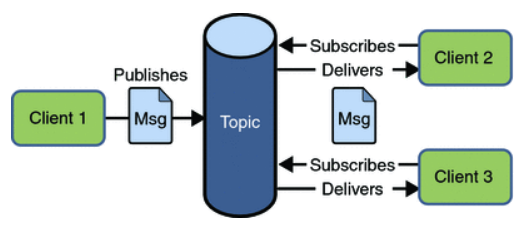 Subscribes
Client 2
Delivers
Publishes
Client 1
Msg
Topic
Msg
Subscribes
Client 3
Delivers